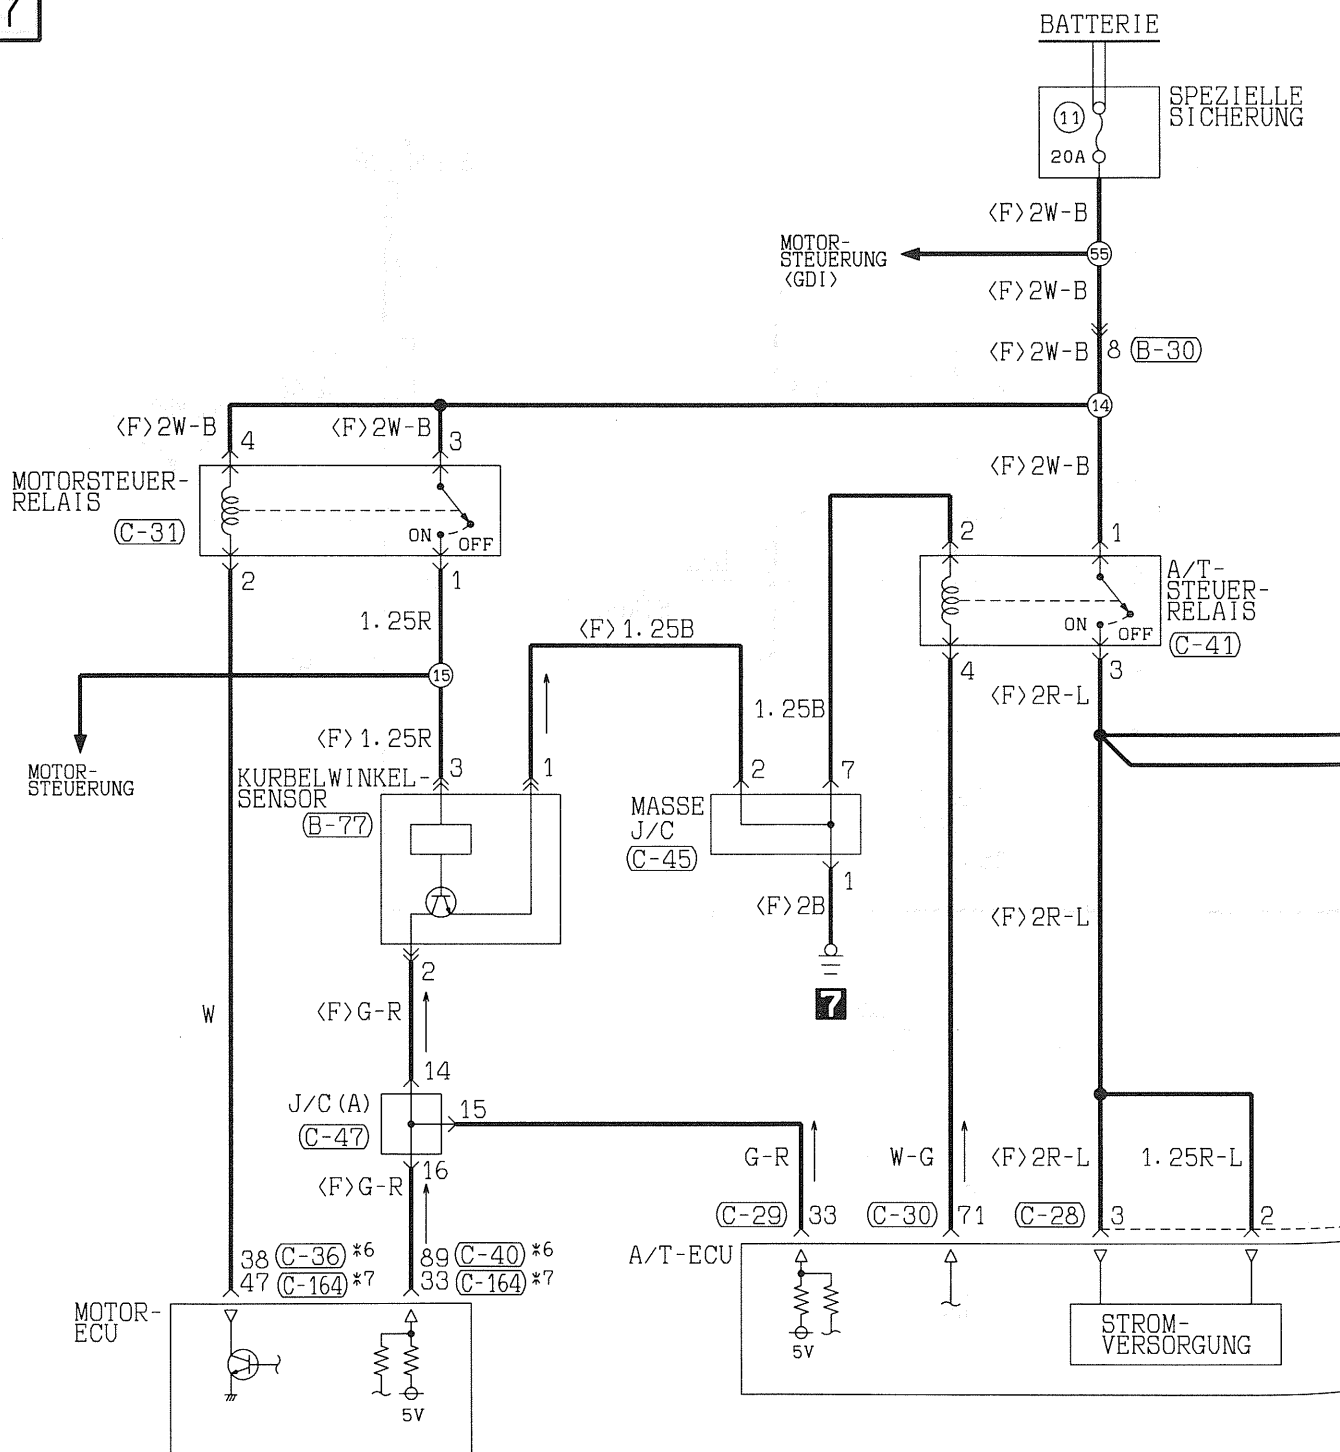 7
BATTERIE
SPEZIELLE
SICHERUNG
11
20A
<F>2W-B
MOTOR-
STEUERUNG
<GDI>
55
<F>2W-B
<F>2W-B
8 (B-30)
14
<F>2W-B
4
<F>2W-B
3
<F>2W-B
MOTORSTEUER-
RELAIS
(C-31)
ON
OFF
2
1
2
1
A/T-
STEUER-
RELAIS
(C-41)
ON
OFF
1.25R
<F>1.25B
15
4
3
<F>2R-L
1.25B
<F>1.25R
MOTOR-
STEUERUNG
KURBELWINKEL-
SENSOR
(B-77)
3
1
2
7
MASSE
J/C
(C-45)
1
<F>2B
<F>2R-L
7
2
W
<F>G-R
14
J/C(A)
(C-47)
15
16
<F>G-R
G-R
W-G
<F>2R-L
1.25R-L
(C-29) 33
(C-30) 71
(C-28) 3
2
38 (C-36)*6
47 (C-164)*7
89 (C-40)*6
33 (C-164)*7
A/T-ECU
MOTOR-
ECU
5V
5V
STROM-
VERSORGUNG